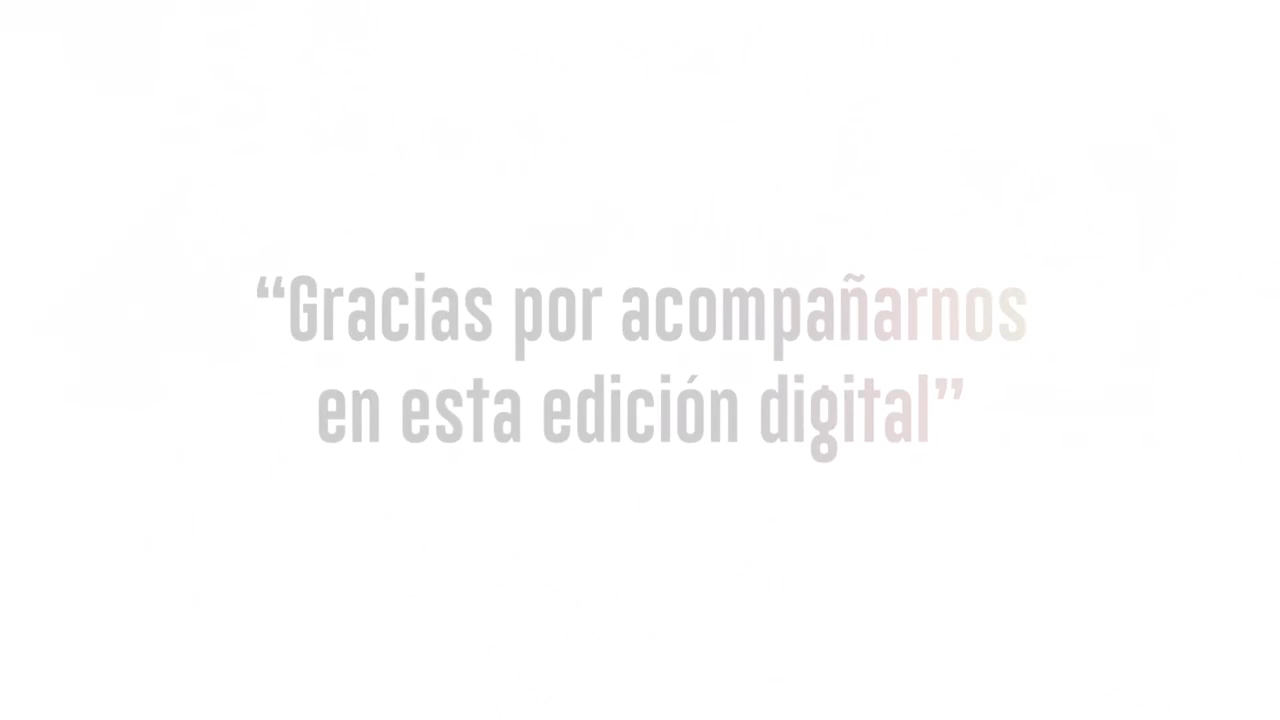 “Gracias por acompañarnos
en esta edición digital”